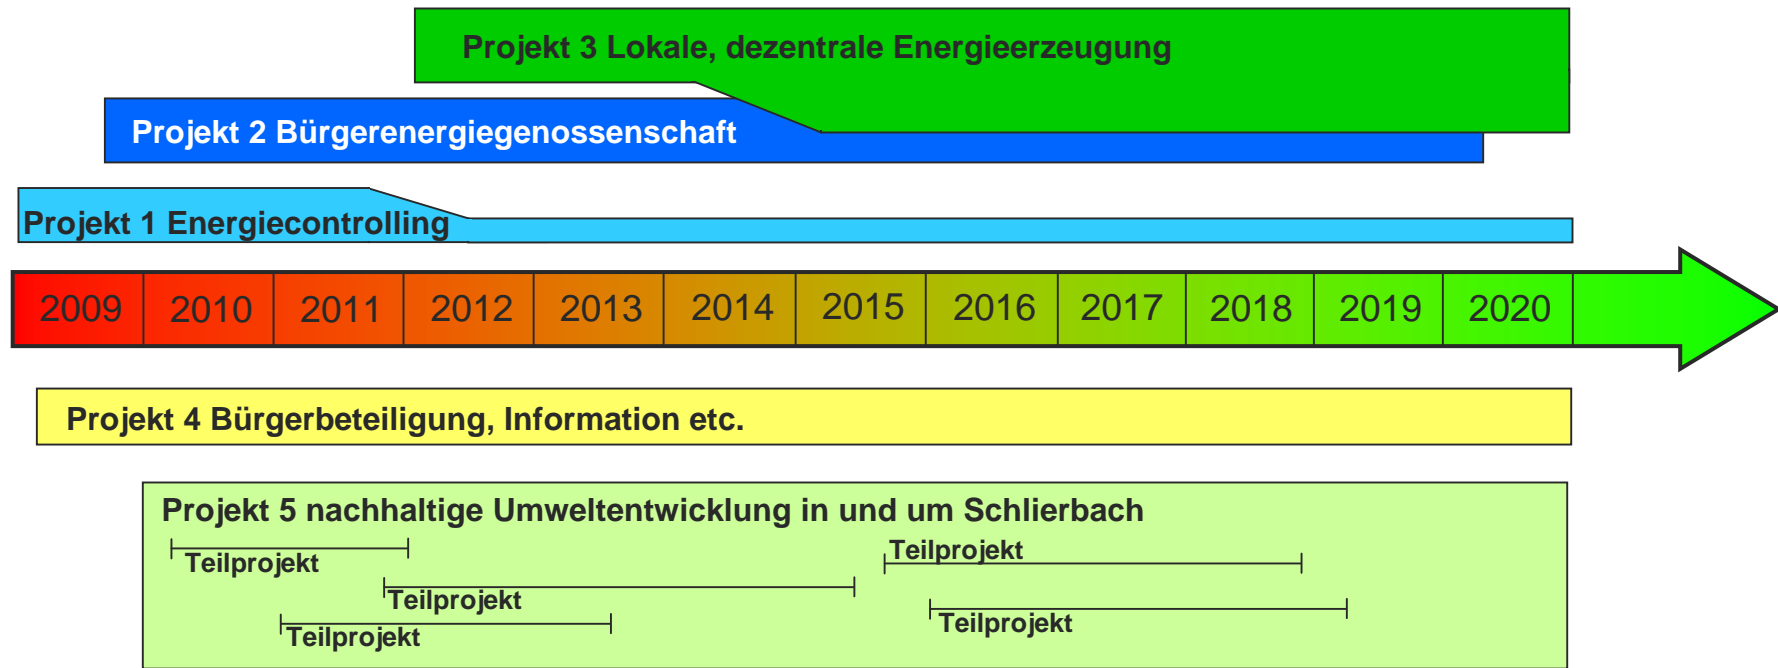 Projekt 3 Lokale, dezentrale Energieerzeugung
Projekt 2 Bürgerenergiegenossenschaft
Projekt 1 Energiecontrolling
2009 2010 2011 2012 2013 2014 2015 2016 2017 2018 2019 2020
Projekt 4 Bürgerbeteiligung, Information etc.
Projekt 5 nachhaltige Umweltentwicklung in und um Schlierbach
Teilprojekt
Teilprojekt
Teilprojekt
Teilprojekt
Teilprojekt